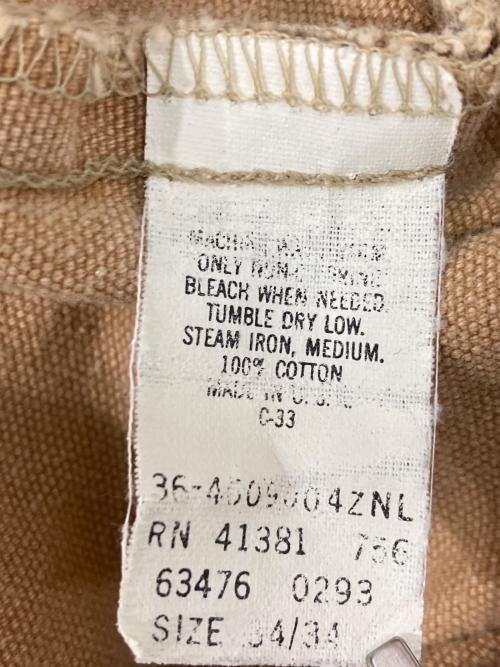 ONLY
BLEACH WHEN NEEDED
TUMBLE DRY LOW.
STEAM IRON, MEDIUM.
100% COTTON
MADE IN U.S.
C-33
RN 41381
63476 0293
SIZE 34/34